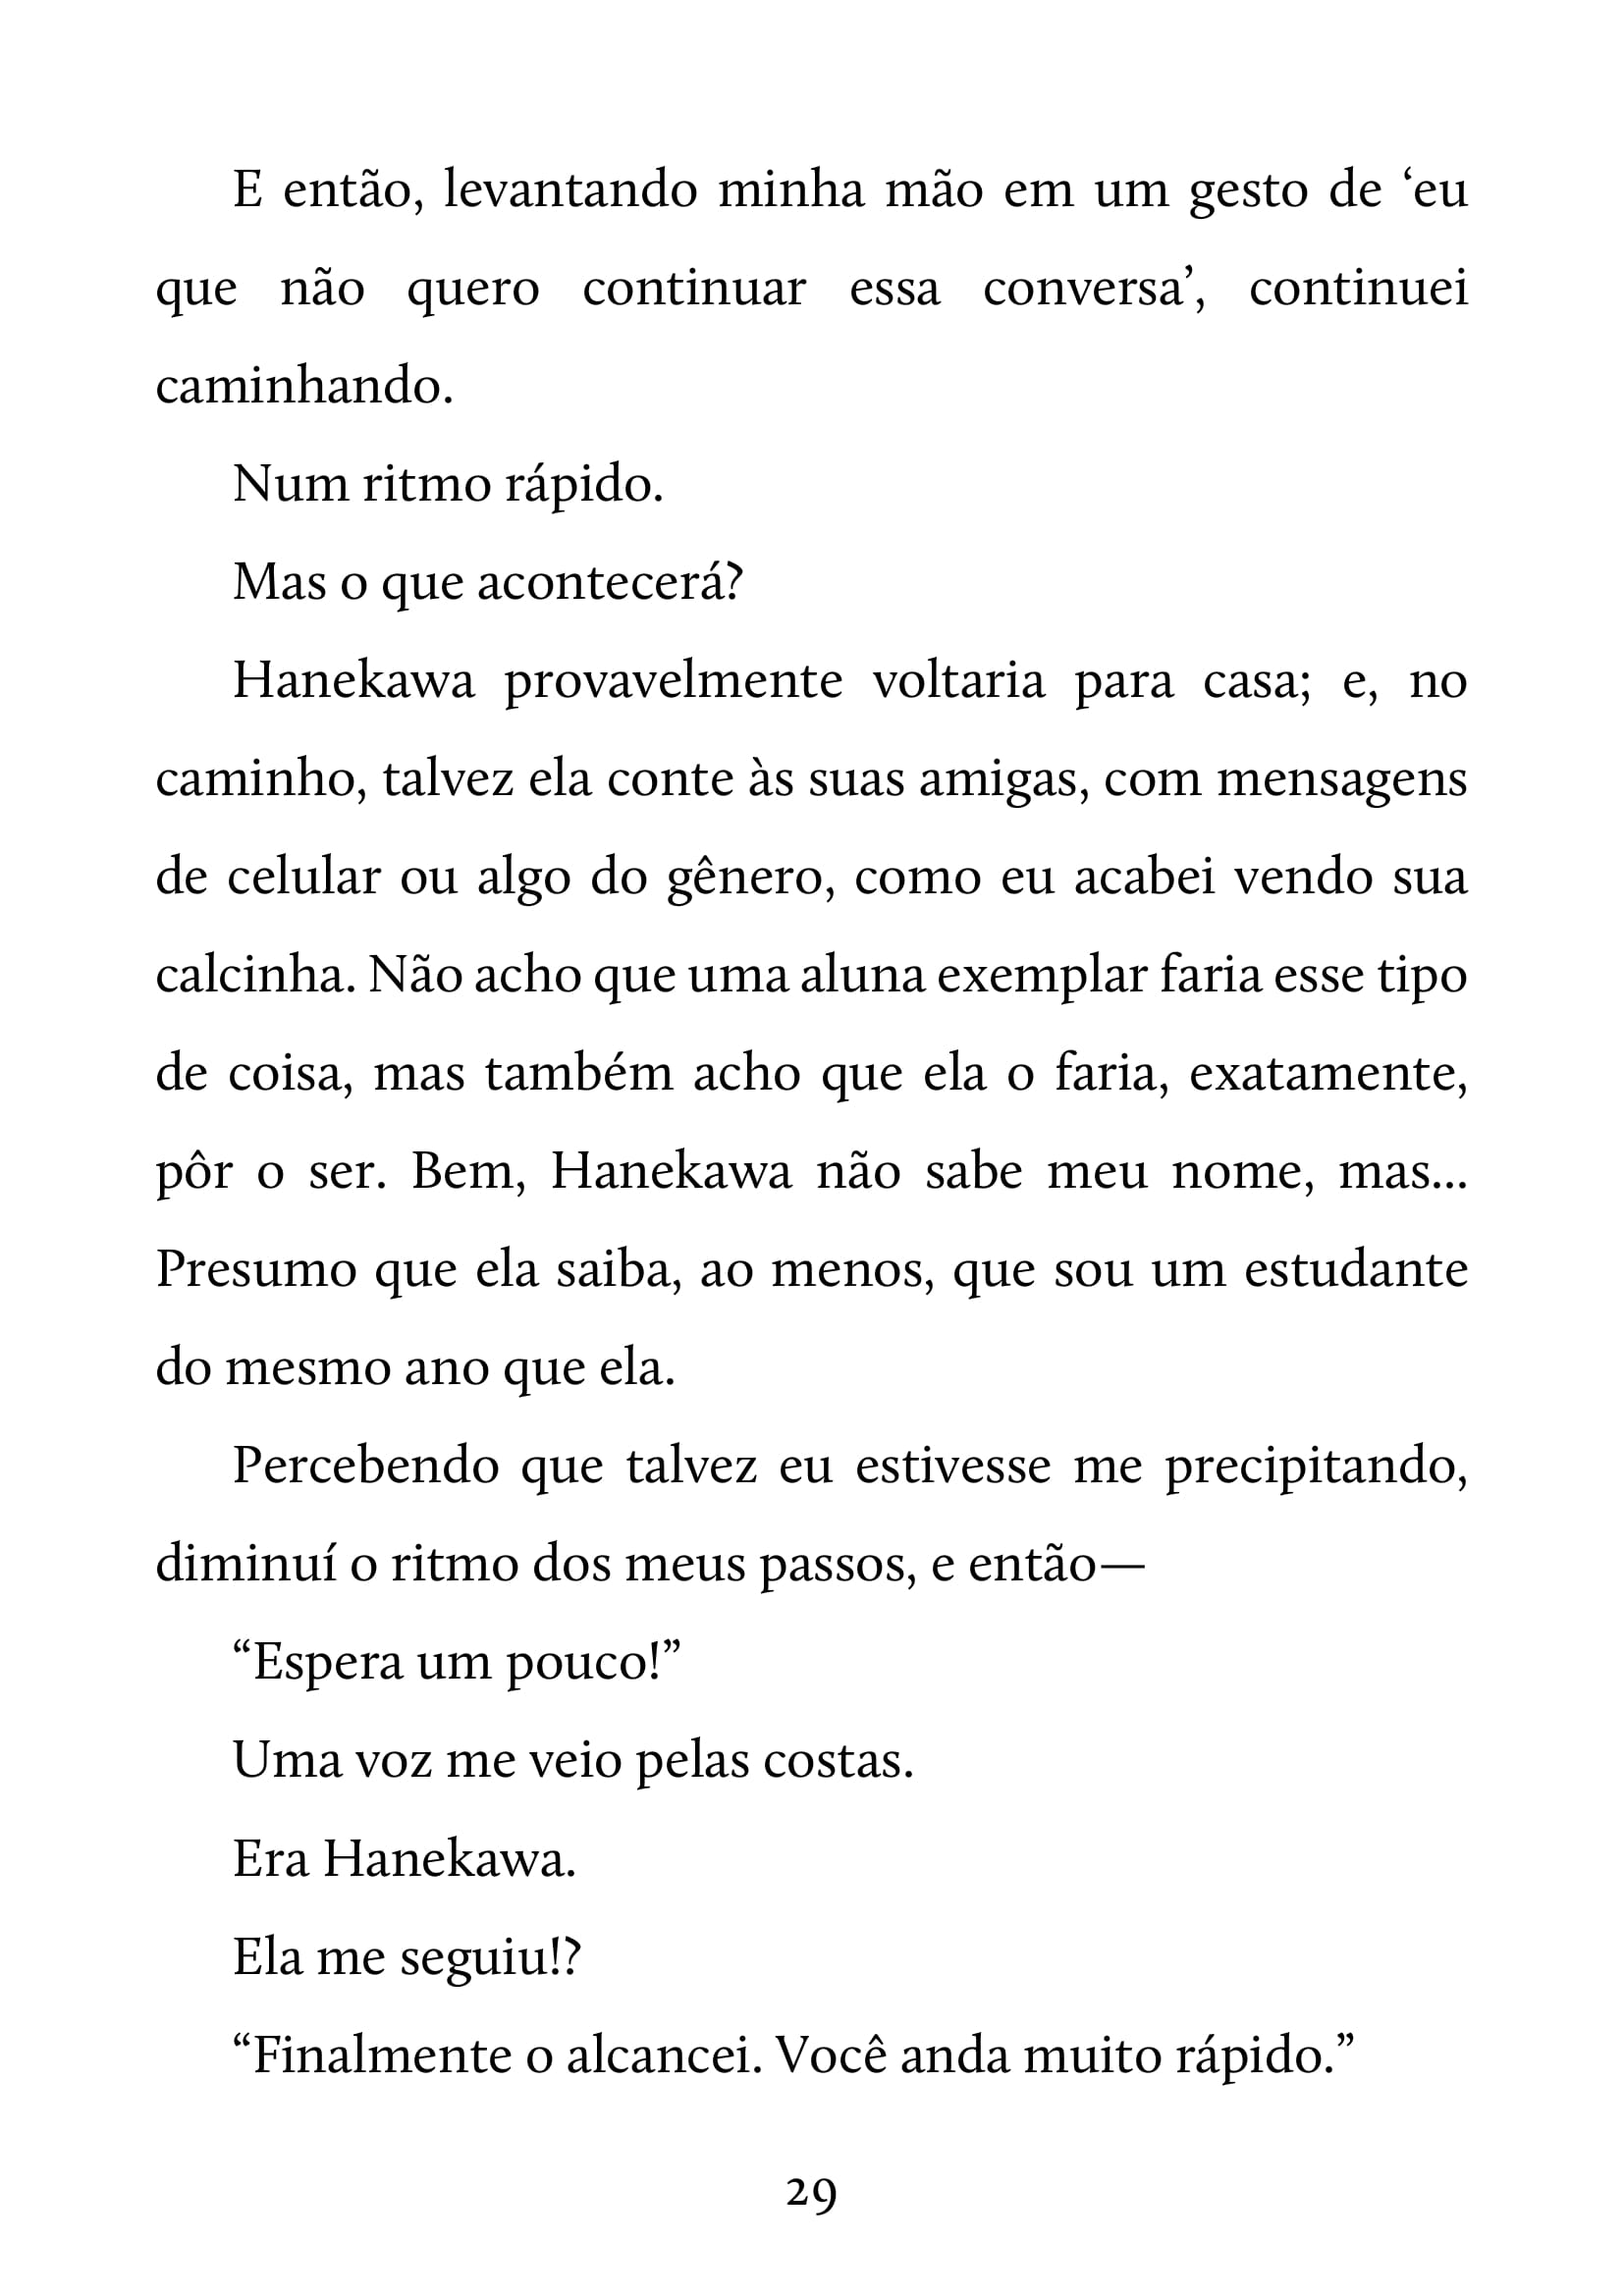 E então, levantando minha mão em um gesto de ‘eu
que não quero continuar essa conversa’, continuei
caminhando.
Num ritmo rápido.
Mas o que acontecerá?
Hanekawa provavelmente voltaria para casa; e, no
caminho, talvez ela conte às suas amigas, com mensagens
de celular ou algo do gênero, como eu acabei vendo sua
calcinha. Não acho que uma aluna exemplar faria esse tipo
de coisa, mas também acho que ela o faria, exatamente,
pôr o ser. Bem, Hanekawa não sabe meu nome, mas...
Presumo que ela saiba, ao menos, que sou um estudante
do mesmo ano que ela.
Percebendo que talvez eu estivesse me precipitando,
diminuí o ritmo dos meus passos, e então—
“Espera um pouco!”
Uma voz me veio pelas costas.
Era Hanekawa.
Ela me seguiu!?
“Finalmente o alcancei. Você anda muito rápido.”
29